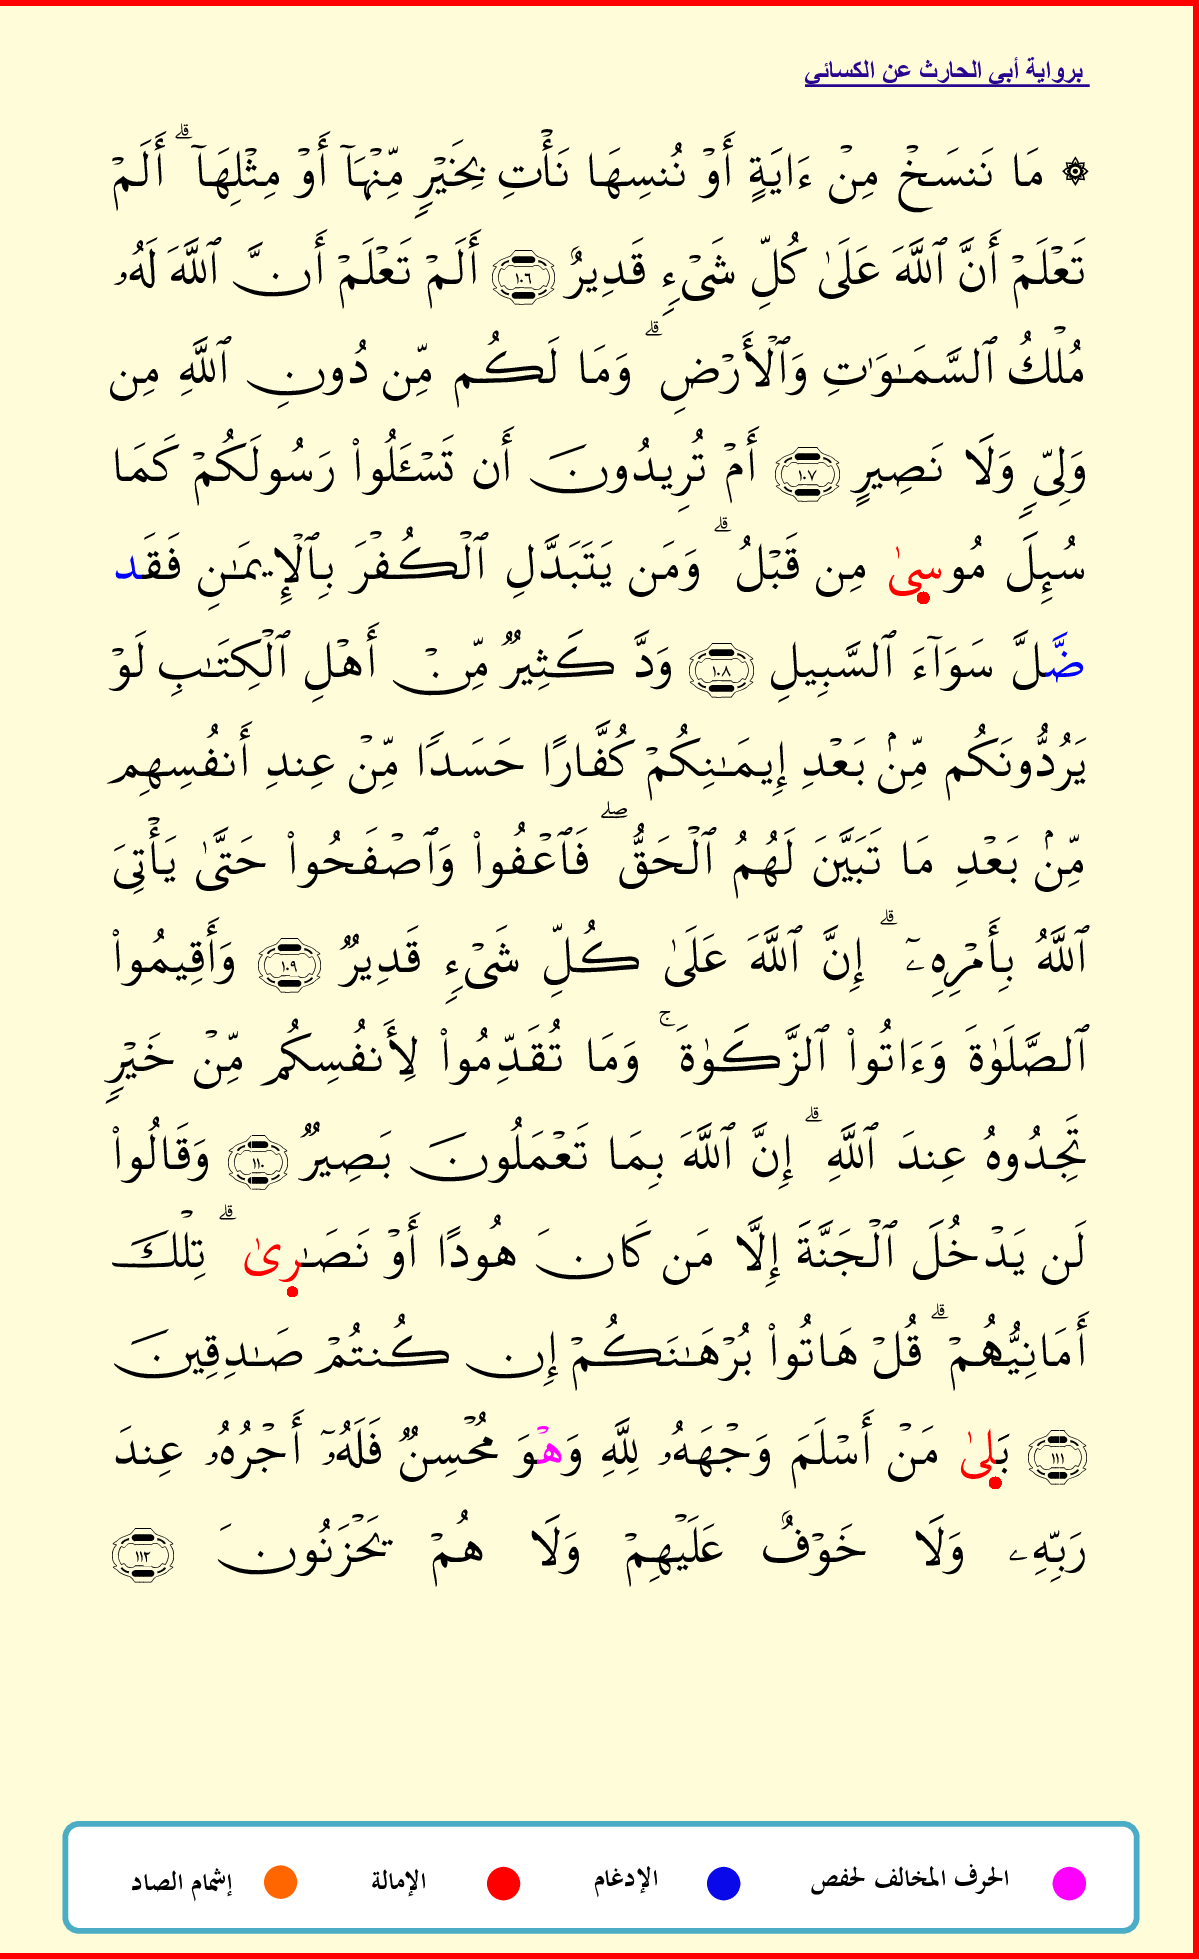 برواية أبي الحارث عن الكسائي
۞ مَا نَنسَخۡ مِنۡ ءَايَةٍ أَوۡ نُنسِهَا نَأۡتِ بِخَيۡرٖ مِّنۡهَآ أَوۡ مِثۡلِهَآۗ أَلَمۡ
تَعۡلَمۡ أَنَّ ٱللَّهَ عَلَىٰ كُلِّ شَيۡءٖ قَدِيرٌ ١٠٦ أَلَمۡ تَعۡلَمۡ أَنَّ ٱللَّهَ لَهُۥ
مُلۡكُ ٱلسَّمَٰوَٰتِ وَٱلۡأَرۡضِۗ وَمَا لَكُم مِّن دُونِ ٱللَّهِ مِن
وَلِيّٖ وَلَا نَصِيرٍ ١٠٧ أَمۡ تُرِيدُونَ أَن تَسۡـَٔلُواْ رَسُولَكُمۡ كَمَا
سُئِلَ مُوسىٰ مِن قَبۡلُۗ وَمَن يَتَبَدَّلِ ٱلۡكُفۡرَ بِٱلۡإِيمَٰنِ فَقَد
ضَّلَّ سَوَآءَ ٱلسَّبِيلِ ١٠٨ وَدَّ كَثِيرٞ مِّنۡ أَهۡلِ ٱلۡكِتَٰبِ لَوۡ
يَرُدُّونَكُم مِّنۢ بَعۡدِ إِيمَٰنِكُمۡ كُفَّارًا حَسَدٗا مِّنۡ عِندِ أَنفُسِهِم
مِّنۢ بَعۡدِ مَا تَبَيَّنَ لَهُمُ ٱلۡحَقُّۖ فَٱعۡفُواْ وَٱصۡفَحُواْ حَتَّىٰ يَأۡتِيَ
ٱللَّهُ بِأَمۡرِهِۦٓۗ إِنَّ ٱللَّهَ عَلَىٰ كُلِّ شَيۡءٖ قَدِيرٞ ١٠٩ وَأَقِيمُواْ
ٱلصَّلَوٰةَ وَءَاتُواْ ٱلزَّكَوٰةَۚ وَمَا تُقَدِّمُواْ لِأَنفُسِكُم مِّنۡ خَيۡرٖ
تَجِدُوهُ عِندَ ٱللَّهِۗ إِنَّ ٱللَّهَ بِمَا تَعۡمَلُونَ بَصِيرٞ ١١٠ وَقَالُواْ
لَن يَدۡخُلَ ٱلۡجَنَّةَ إِلَّا مَن كَانَ هُودًا أَوۡ نَصَٰرِىٰۗ تِلۡكَ
أَمَانِيُّهُمۡۗ قُلۡ هَاتُواْ بُرۡهَٰنَكُمۡ إِن كُنتُمۡ صَٰدِقِينَ
١١١ بَلىٰ مَنۡ أَسۡلَمَ وَجۡهَهُۥ لِلَّهِ وَهۡوَ مُحۡسِنٞ فَلَهُۥٓ أَجۡرُهُۥ عِندَ
رَبِّهِۦ وَلَا خَوۡفٌ عَلَيۡهِمۡ وَلَا هُمۡ يَحۡزَنُونَ ١١٢
الحرف المخالف لحفص الإدغام الإمالة إشمام الصاد